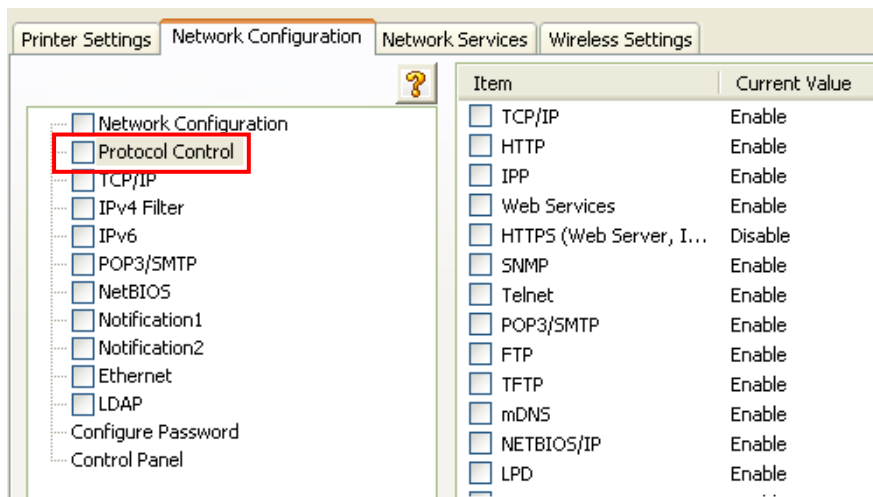 Printer Settings Network Configuration Network Services Wireless Settings
?
Network Configuration
Protocol Control
TCP/IP
IPv4 Filter
IPv6
POP3/SMTP
NetBIOS
Notification1
Notification2
Ethernet
LDAP
Configure Password
Control Panel
Item Current Value
TCP/IP Enable
HTTP Enable
IPP Enable
Web Services Enable
HTTPS (Web Server, I... Disable
SNMP Enable
Telnet Enable
POP3/SMTP Enable
FTP Enable
TFTP Enable
mDNS Enable
NETBIOS/IP Enable
LPD Enable